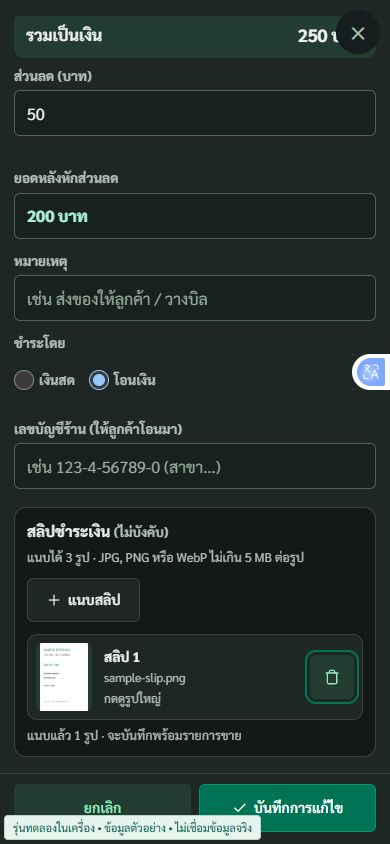 รวมเป็นเงิน 250
ส่วนลด (บาท)
50
ยอดหลังหักส่วนลด
200 บาท
หมายเหตุ
เช่น ส่งของให้ลูกค้า / วางบิล
ชำระโดย
เงินสด โอนเงิน
เลขบัญชีร้าน (ให้ลูกค้าโอนมา)
เช่น 123-4-56789-0 (สาขา...)
สลิปชำระเงิน (ไม่บังคับ)
แนบได้ 3 รูป · JPG, PNG หรือ WebP ไม่เกิน 5 MB ต่อรูป
+ แนบสลิป
สลิป 1
sample-slip.png
กดดูรูปใหญ่
แนบแล้ว 1 รูป · จะบันทึกพร้อมรายการขาย
ยกเลิก บันทึกการแก้ไข
รุ่นทดลองในเครื่อง • ข้อมูลตัวอย่าง • ไม่เชื่อมข้อมูลจริง